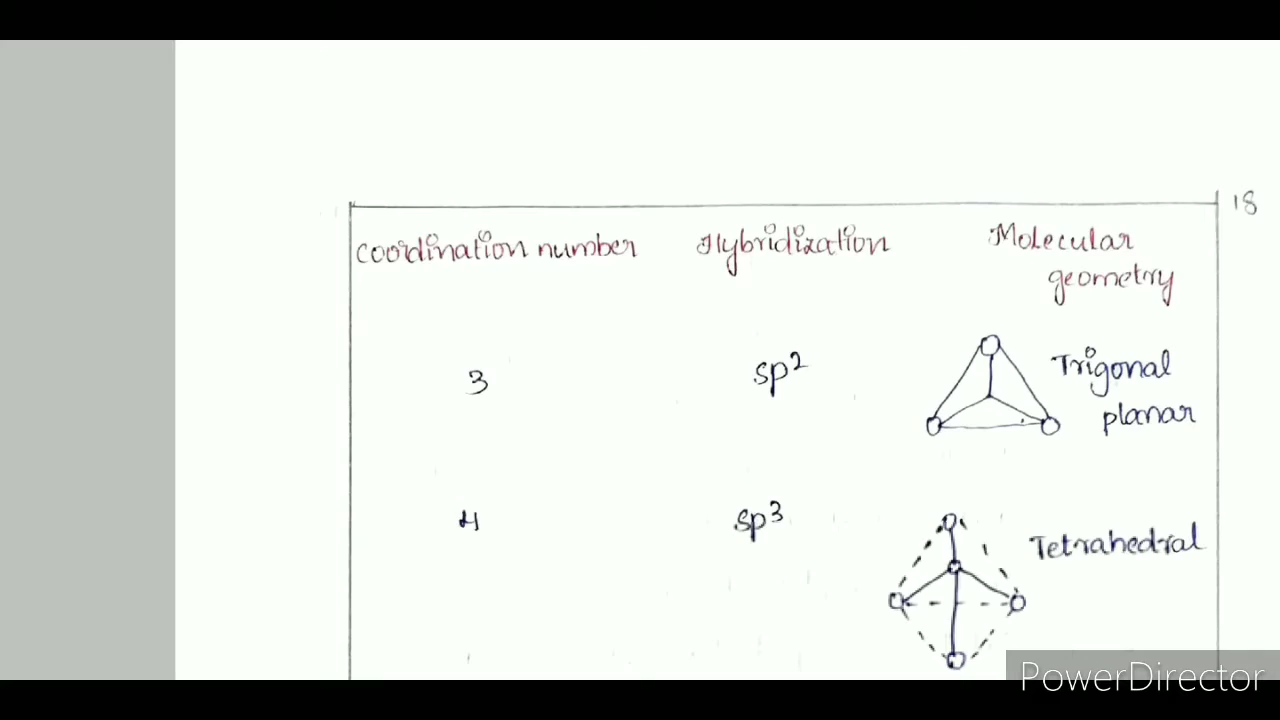 18
coordination number Hybridization Molecular
geometry
3 sp² Trigonal
planar
4 sp³ Tetrahedral
PowerDirector